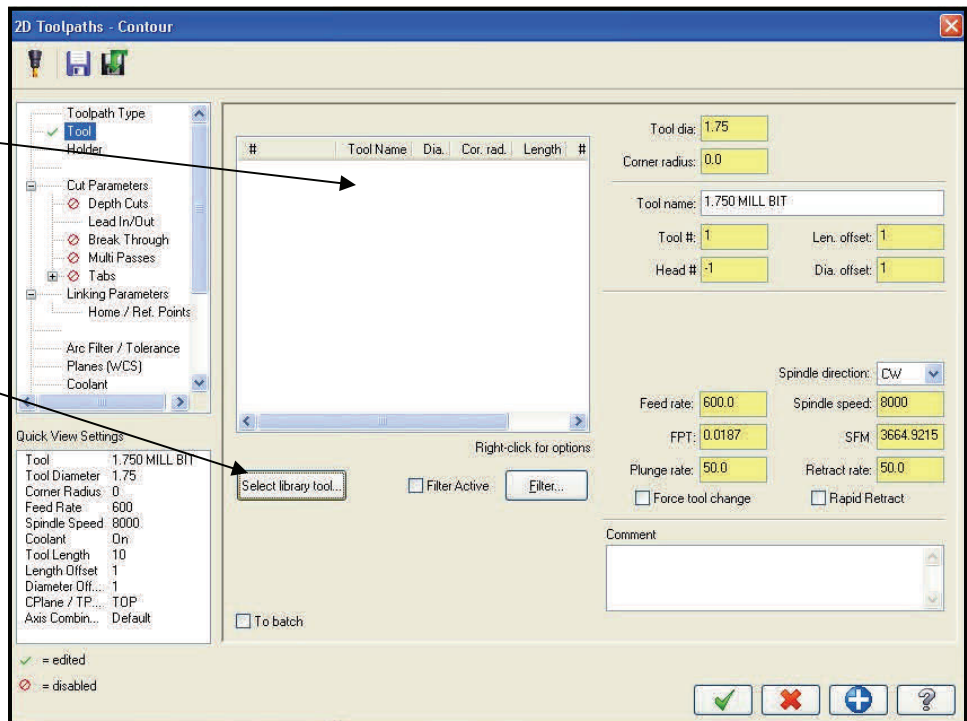 2D Toolpaths - Contour
Toolpath Type
Tool
Holder
Cut Parameters
Depth Cuts
Lead In/Out
Break Through
Multi Passes
Tabs
Linking Parameters
Home / Ref. Points
Arc Filter / Tolerance
Planes (WCS)
Coolant
Quick View Settings
Tool 1.750 MILL BIT
Tool Diameter 1.75
Corner Radius 0
Feed Rate 600
Spindle Speed 8000
Coolant On
Tool Length 10
Length Offset 1
Diameter Off... 1
CPlane / TP... TOP
Axis Combin... Default
= edited
= disabled
# Tool Name Dia. Cor. rad. Length #
Right-click for options
Select library tool...
Filter Active
Filter...
To batch
Tool dia: 1.75
Corner radius: 0.0
Tool name: 1.750 MILL BIT
Tool #: 1 Len. offset: 1
Head # -1 Dia. offset: 1
Spindle direction: CW
Feed rate: 600.0 Spindle speed: 8000
FPT: 0.0187 SFM 3664.9215
Plunge rate: 50.0 Retract rate: 50.0
Force tool change Rapid Retract
Comment